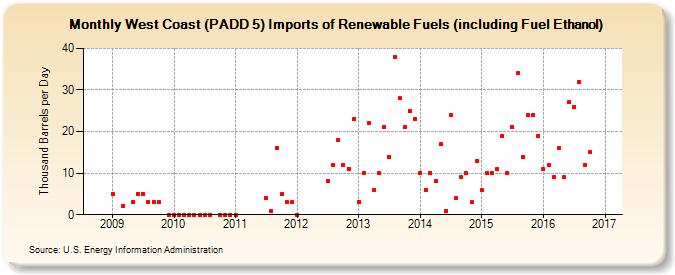 Monthly West Coast (PADD 5) Imports of Renewable Fuels (including Fuel Ethanol)
Thousand Barrels per Day
40
30
20
10
0
2009 2010 2011 2012 2013 2014 2015 2016 2017
Source: U.S. Energy Information Administration